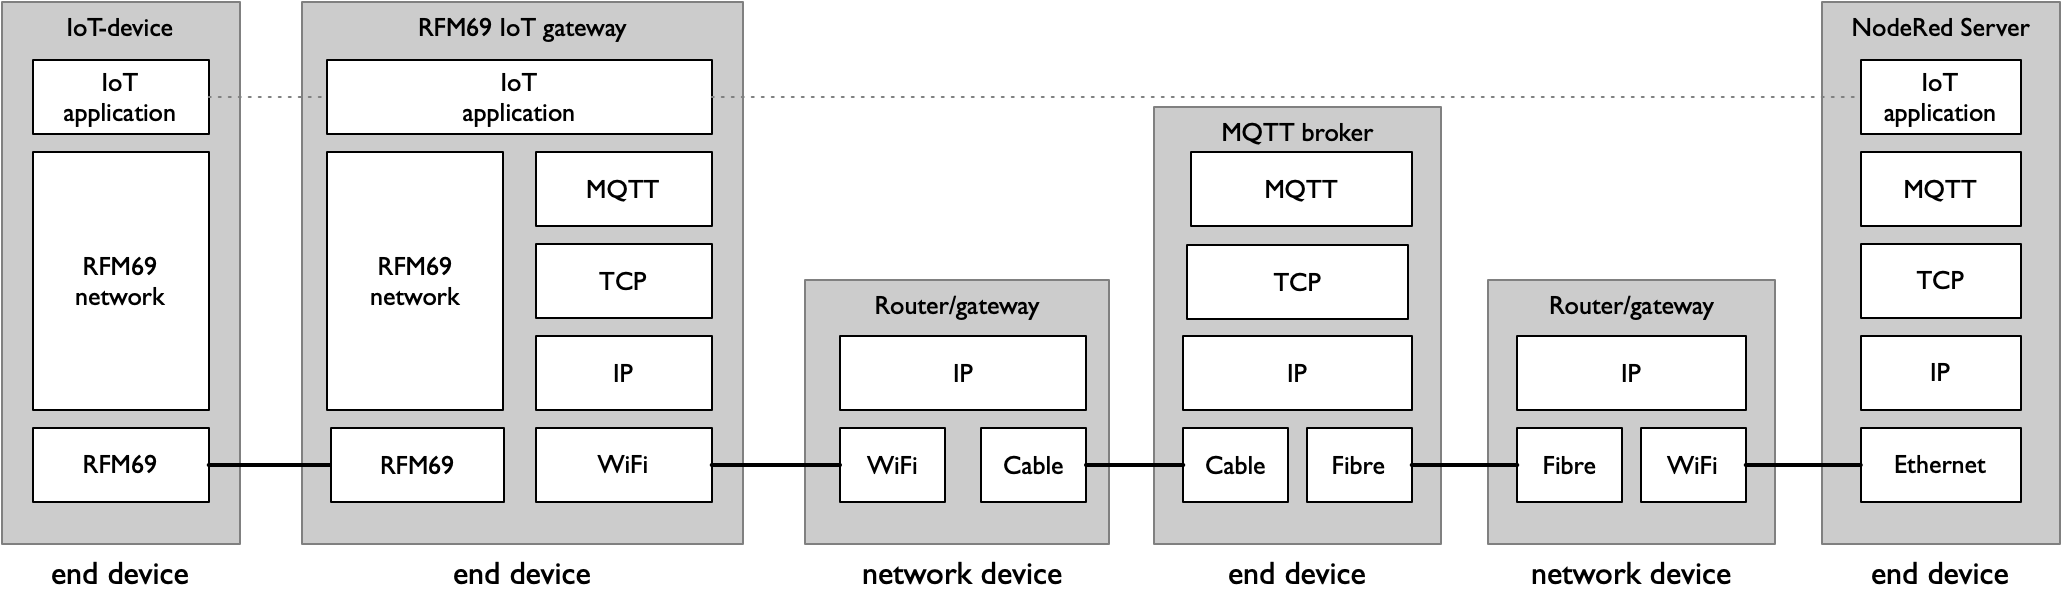 IoT-device
IoT
application
RFM69
network
RFM69
end device
RFM69 IoT gateway
IoT
application
RFM69
network
MQTT
TCP
IP
RFM69
WiFi
end device
Router/gateway
IP
WiFi
Cable
network device
MQTT broker
MQTT
TCP
IP
Cable
Fibre
end device
Router/gateway
IP
Fibre
WiFi
network device
NodeRed Server
IoT
application
MQTT
TCP
IP
Ethernet
end device